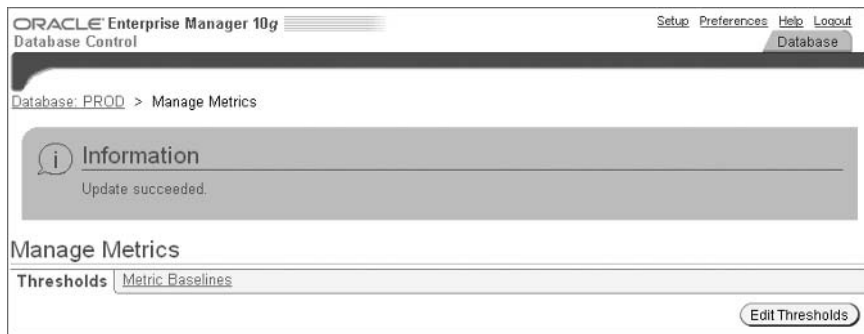 ORACLE Enterprise Manager 10g
Database Control
Setup Preferences Help Logout
Database
Database: PROD > Manage Metrics
Information
Update succeeded.
Manage Metrics
Thresholds Metric Baselines
Edit Thresholds